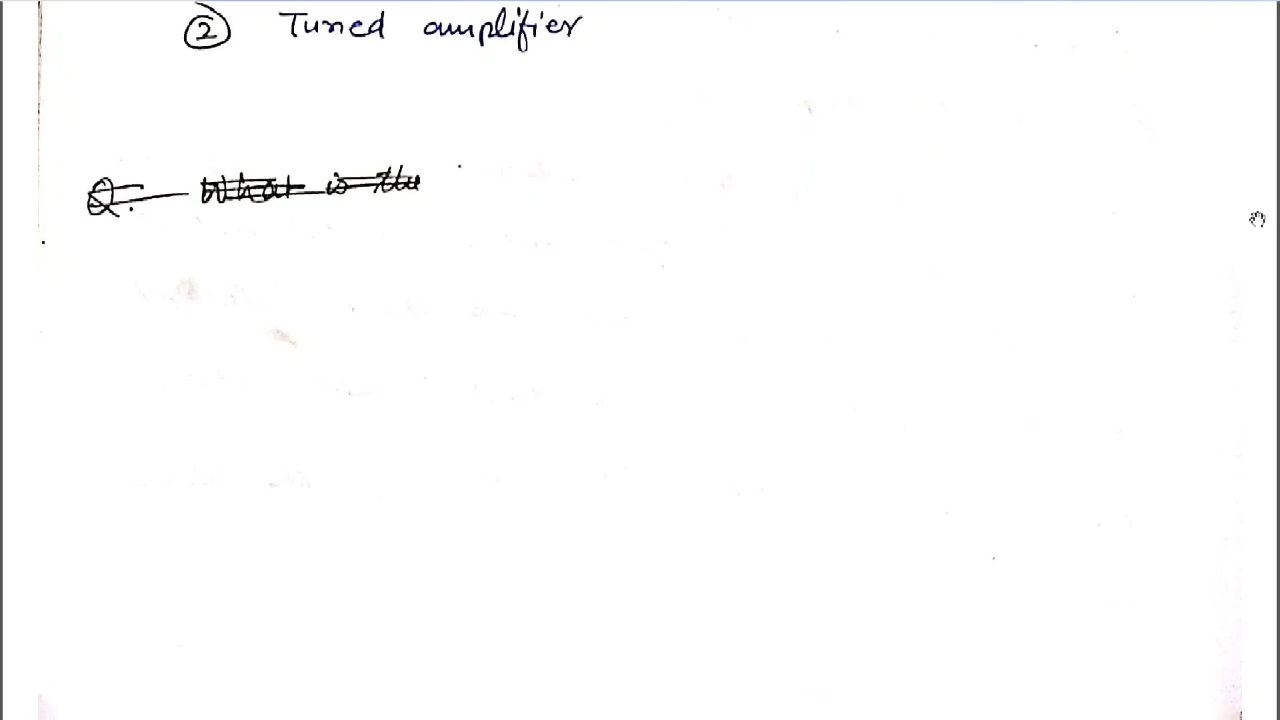 ② Tuned amplifier
Q:- What is the